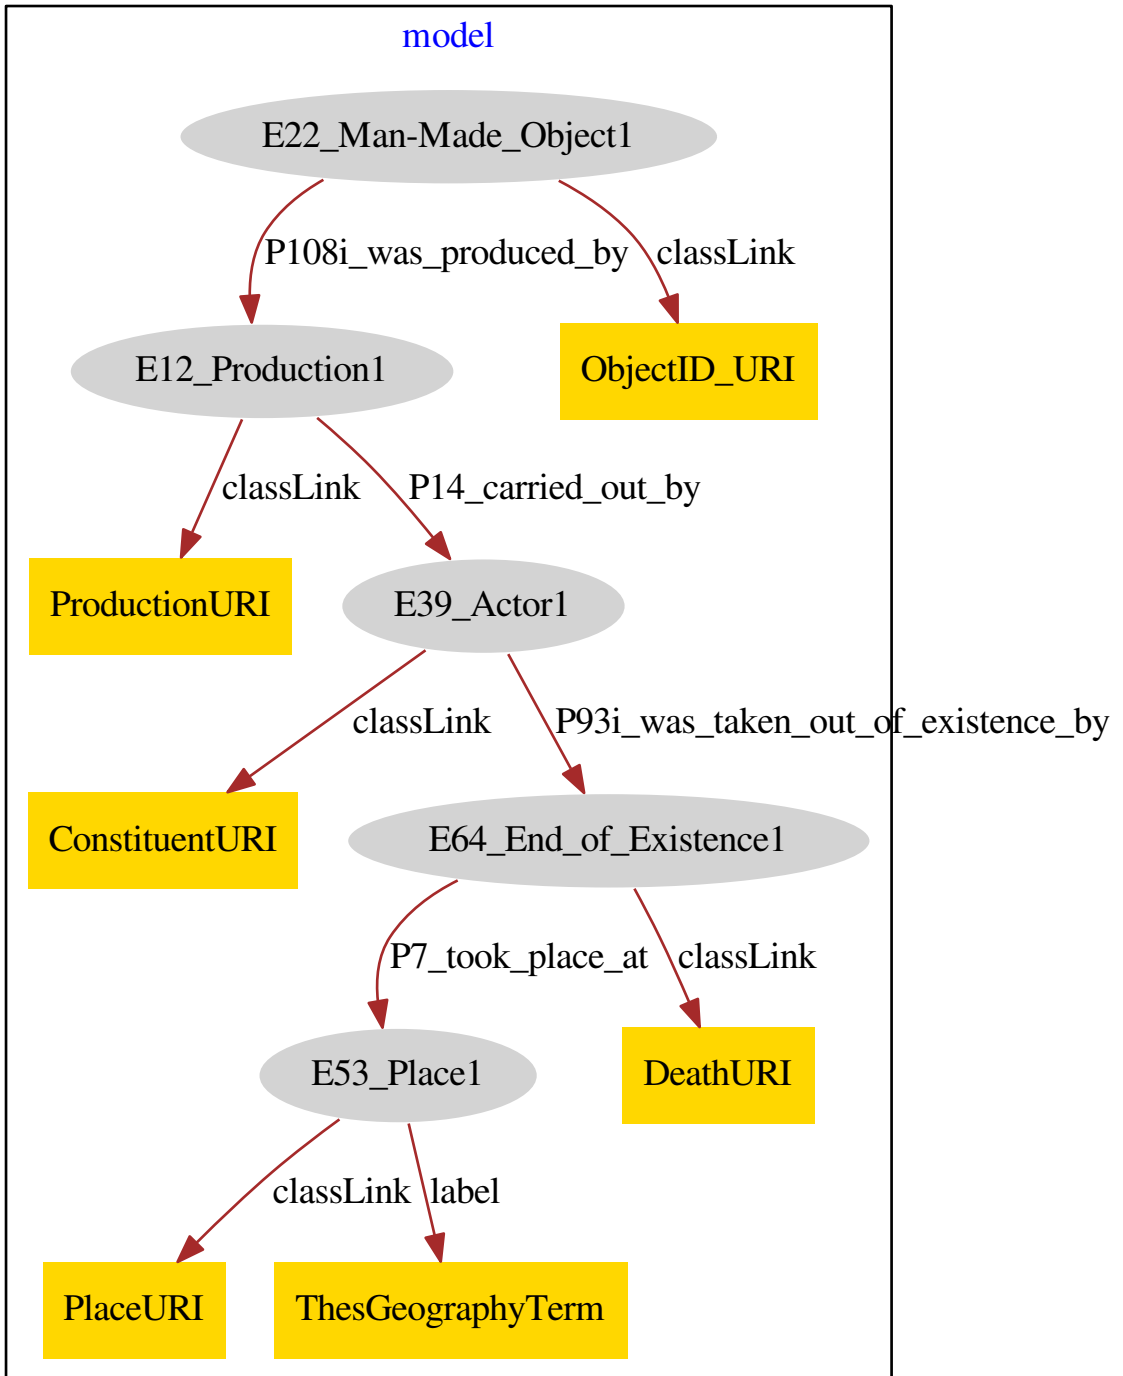 model
E22_Man-Made_Object1
P108i_was_produced_by classLink
E12_Production1 ObjectID_URI
classLink P14_carried_out_by
ProductionURI E39_Actor1
classLink P93i_was_taken_out_of_existence_by
ConstituentURI E64_End_of_Existence1
P7_took_place_at classLink
E53_Place1 DeathURI
classLink label
PlaceURI ThesGeographyTerm